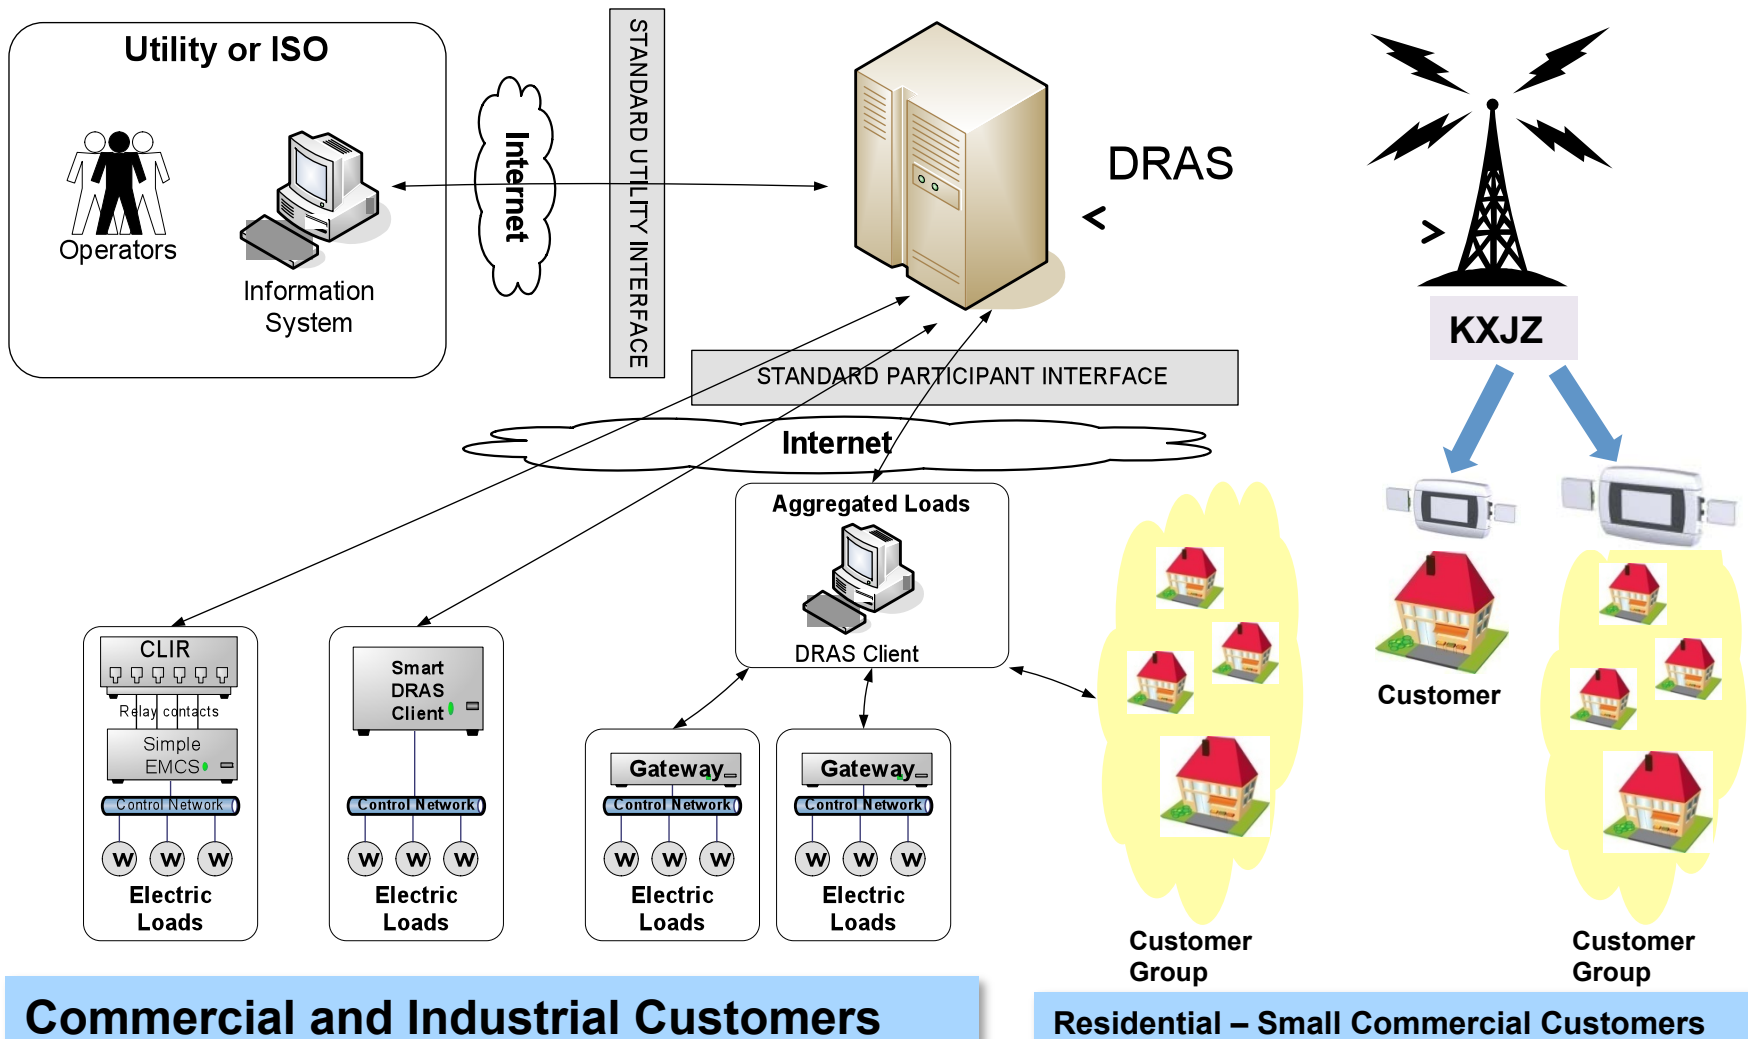 Utility or ISO
Operators
Information
System
Internet
STANDARD UTILITY INTERFACE
DRAS
<
>
KXJZ
STANDARD PARTICIPANT INTERFACE
Internet
Aggregated Loads
DRAS Client
CLIR
Relay contacts
Simple
EMCS
Control Network
W W W
Electric
Loads
Smart
DRAS
Client
Control Network
W W W
Electric
Loads
Gateway
Control Network
W W W
Electric
Loads
Gateway
Control Network
W W W
Electric
Loads
Customer
Group
Customer
Customer
Group
Commercial and Industrial Customers
Residential – Small Commercial Customers